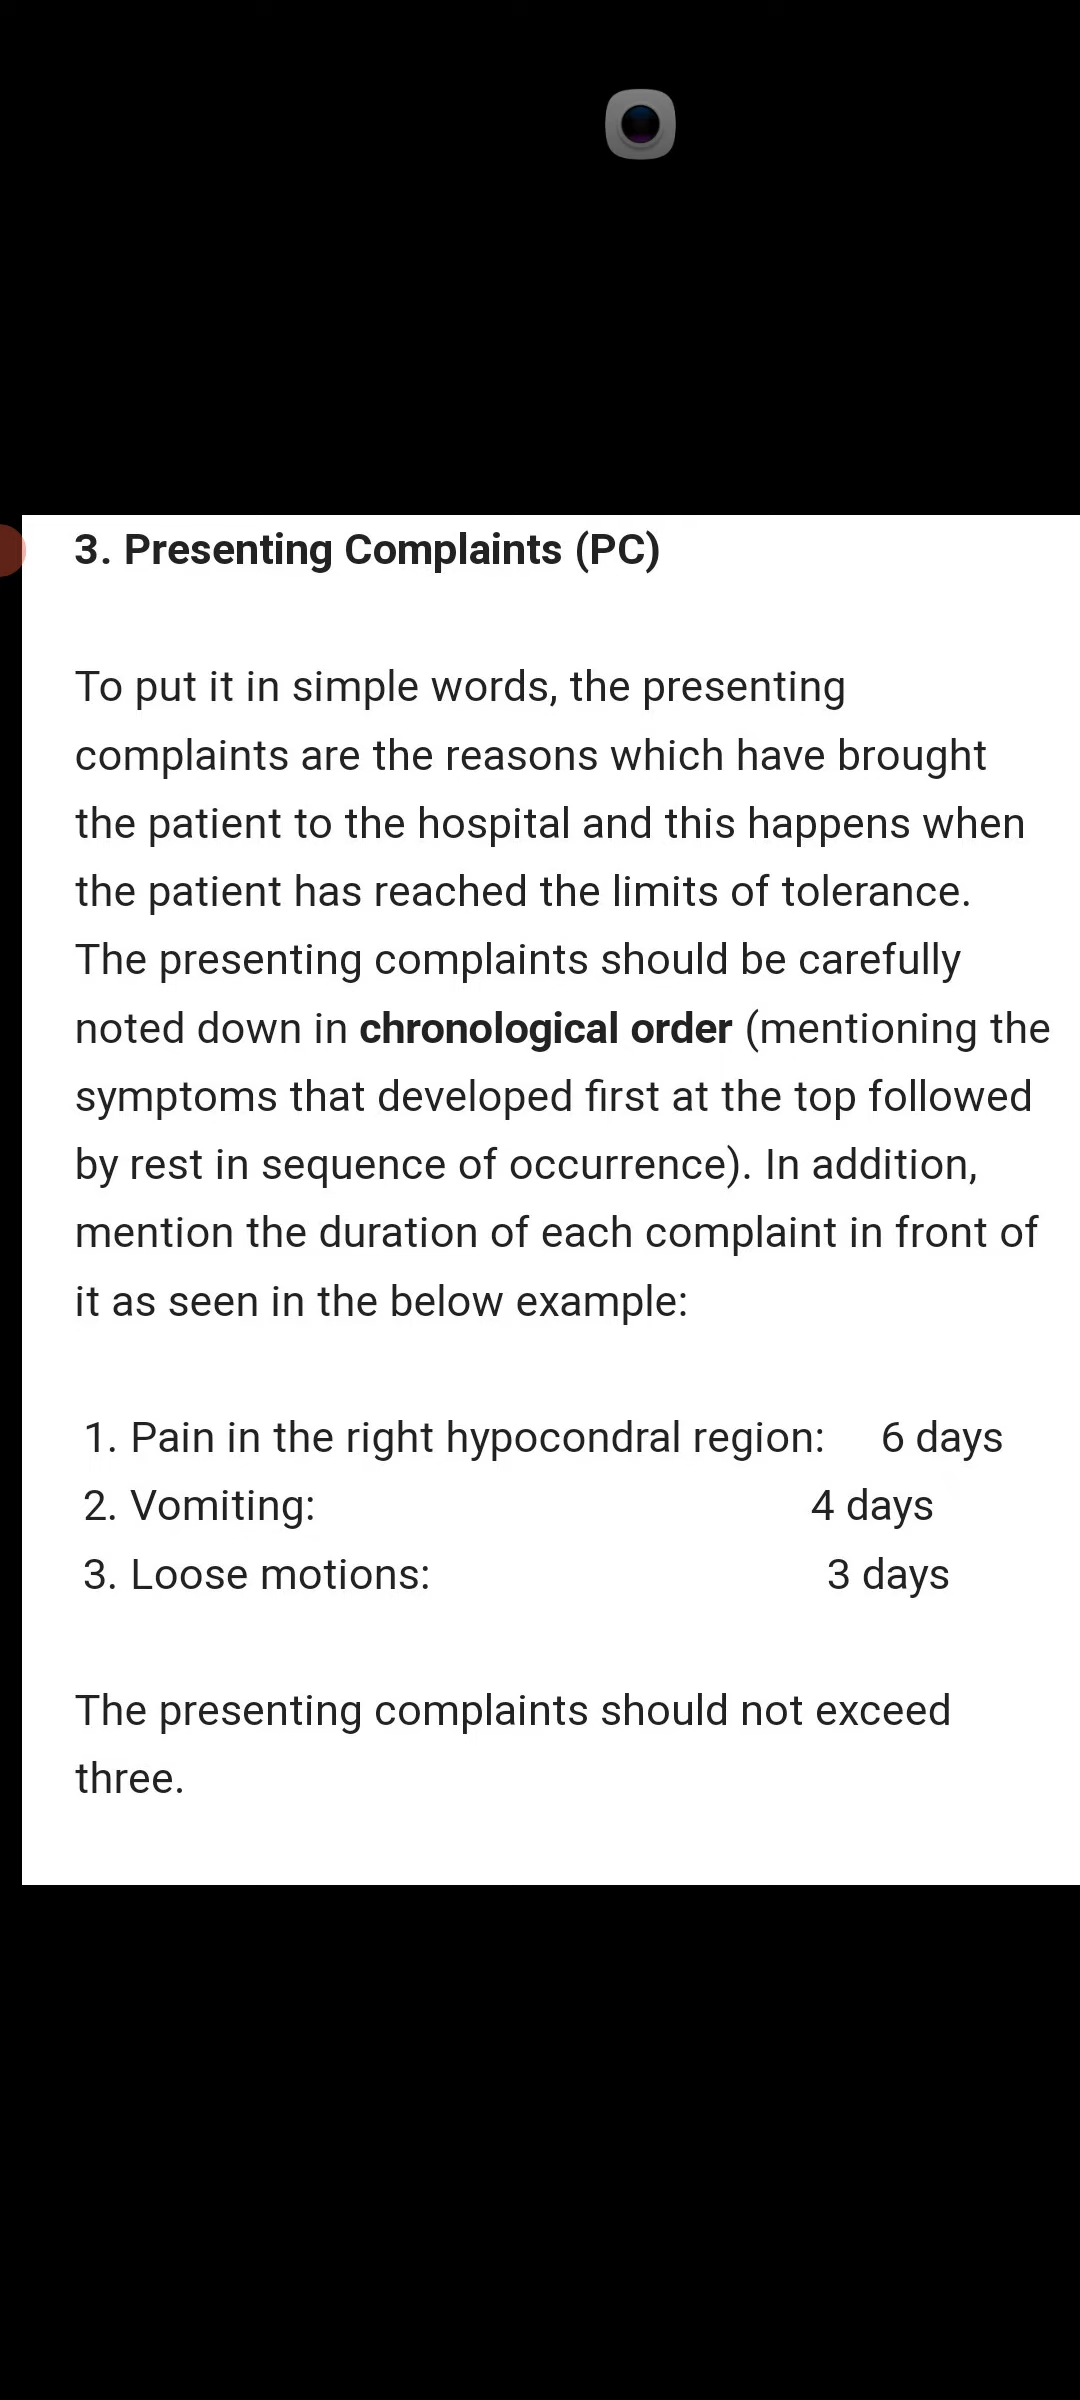 3. Presenting Complaints (PC)
To put it in simple words, the presenting
complaints are the reasons which have brought
the patient to the hospital and this happens when
the patient has reached the limits of tolerance.
The presenting complaints should be carefully
noted down in chronological order (mentioning the
symptoms that developed first at the top followed
by rest in sequence of occurrence). In addition,
mention the duration of each complaint in front of
it as seen in the below example:
1. Pain in the right hypocondral region: 6 days
2. Vomiting: 4 days
3. Loose motions: 3 days
The presenting complaints should not exceed
three.